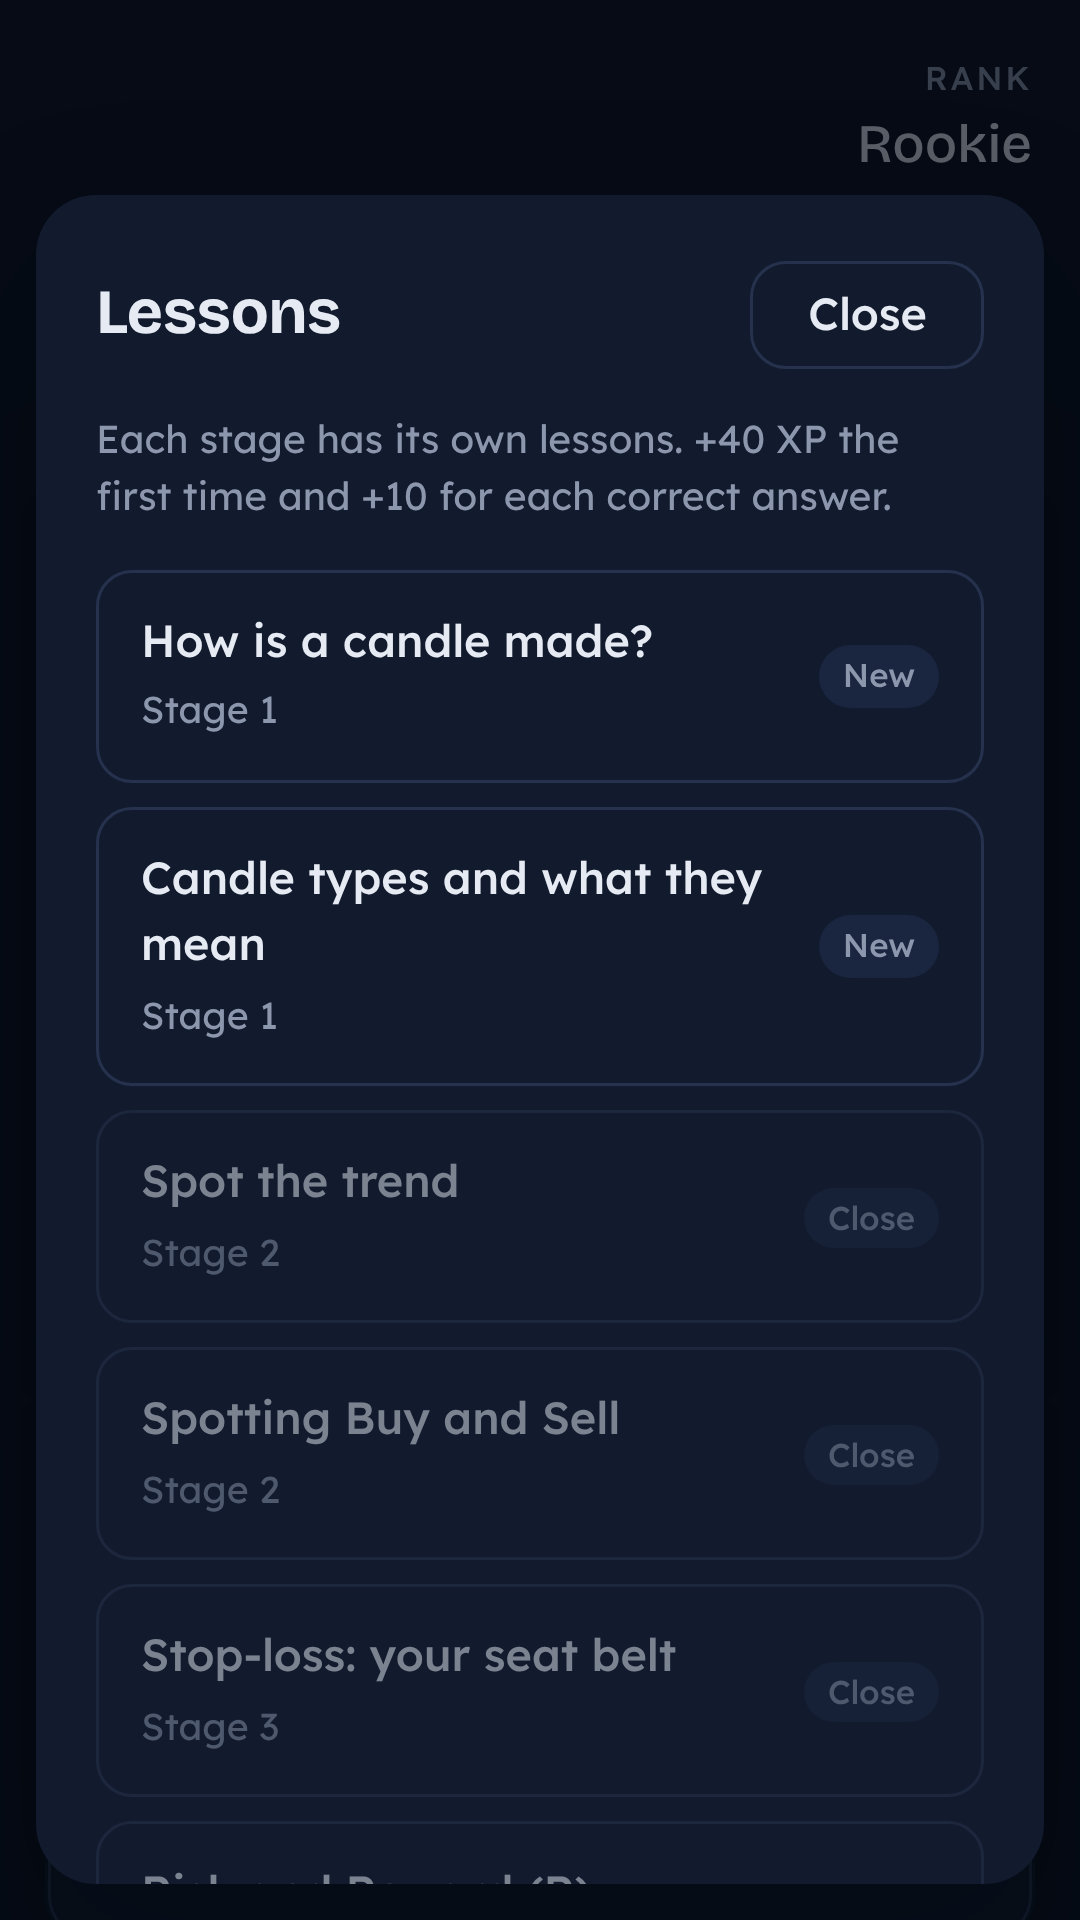 RANK
Rookie
Lessons
Close
Each stage has its own lessons. +40 XP the
first time and +10 for each correct answer.
How is a candle made?
Stage 1
New
Candle types and what they
mean
Stage 1
New
Spot the trend
Stage 2
Close
Spotting Buy and Sell
Stage 2
Close
Stop-loss: your seat belt
Stage 3
Close